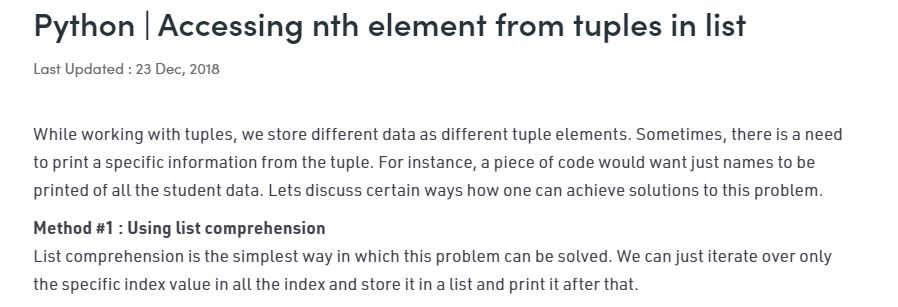 Python | Accessing nth element from tuples in list
Last Updated : 23 Dec, 2018
While working with tuples, we store different data as different tuple elements. Sometimes, there is a need
to print a specific information from the tuple. For instance, a piece of code would want just names to be
printed of all the student data. Lets discuss certain ways how one can achieve solutions to this problem.
Method #1 : Using list comprehension
List comprehension is the simplest way in which this problem can be solved. We can just iterate over only
the specific index value in all the index and store it in a list and print it after that.